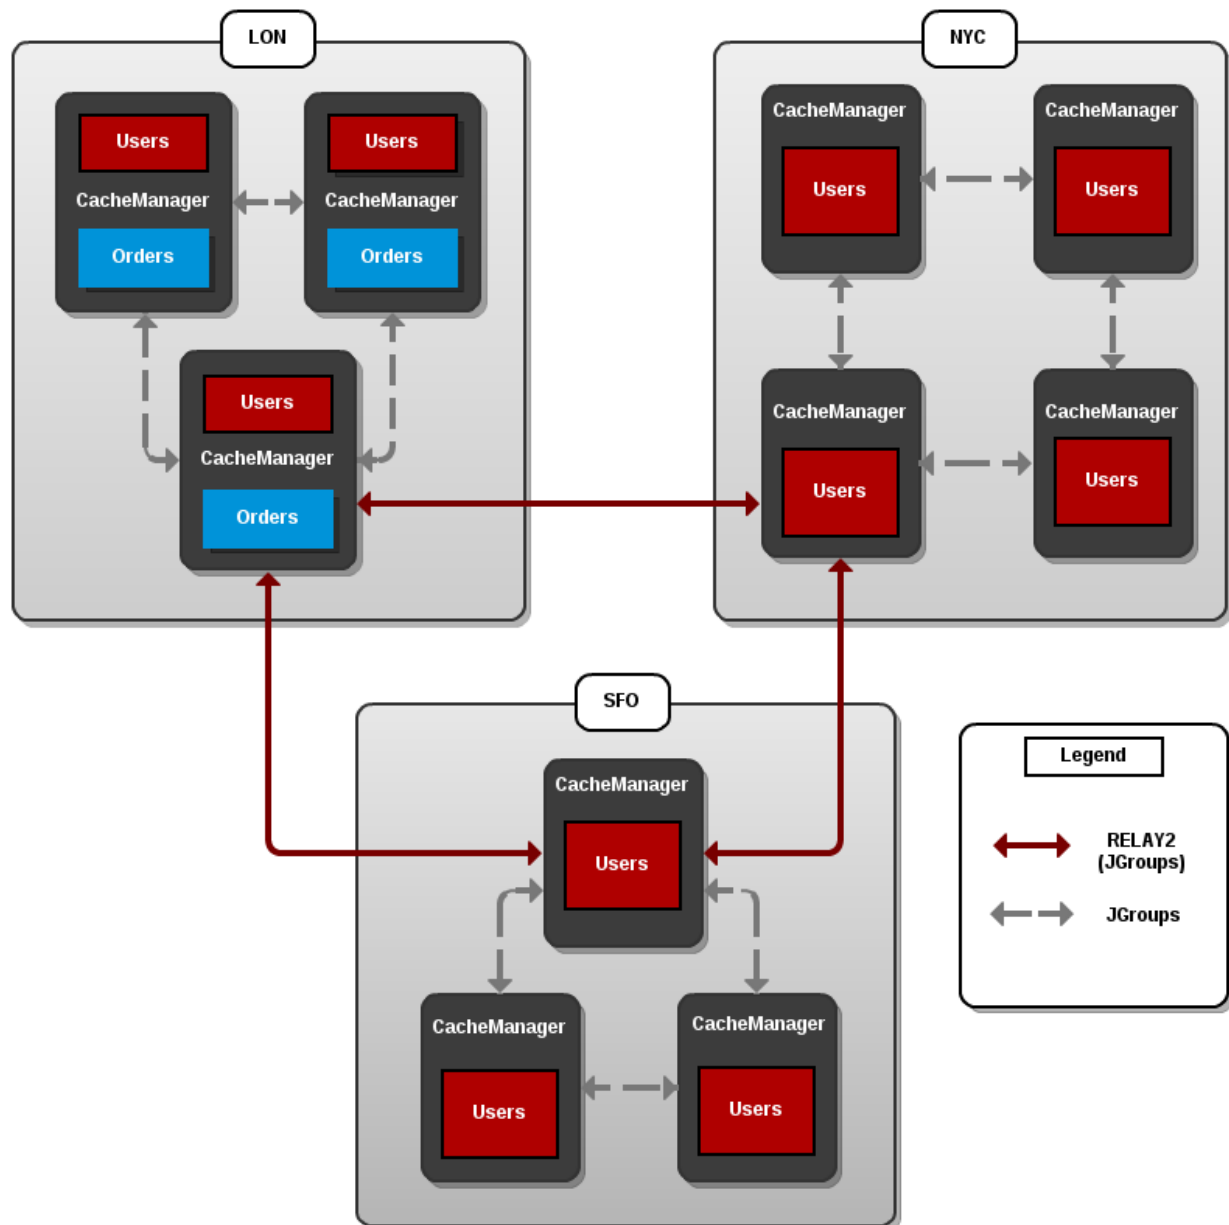 LON
Users
CacheManager
Orders
Users
CacheManager
Orders
Users
CacheManager
Orders
NYC
CacheManager
Users
CacheManager
Users
CacheManager
Users
CacheManager
Users
SFO
CacheManager
Users
CacheManager
Users
CacheManager
Users
Legend
RELAY2
(JGroups)
JGroups